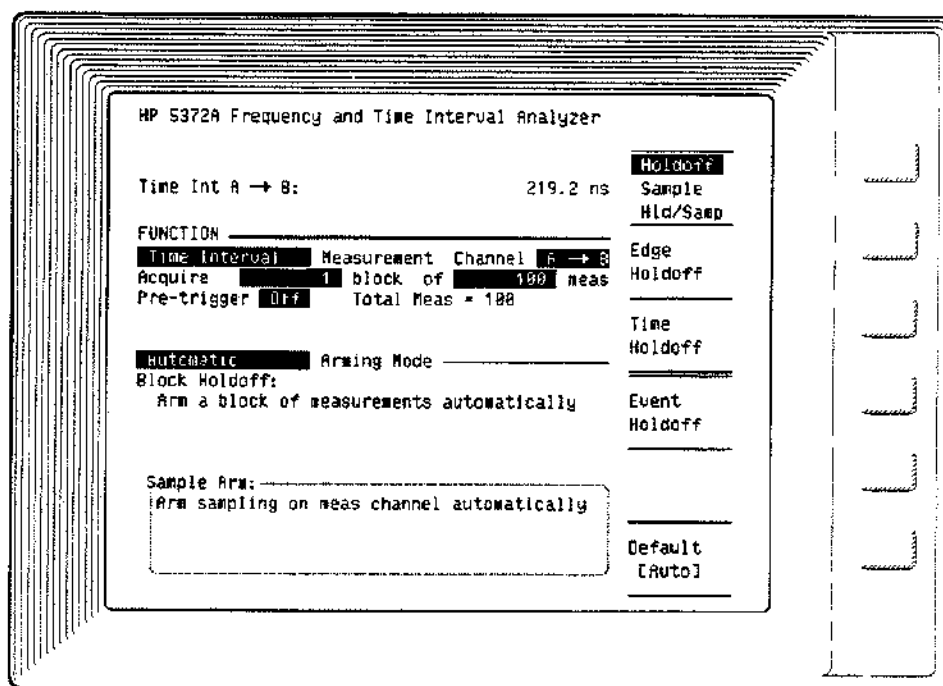 HP 5372A Frequency and Time Interval Analyzer
Time Int A → B: 219.2 ns
FUNCTION
Time Interval Measurement Channel A → B
Acquire 1 block of 100 meas
Pre-trigger Off Total Meas = 100
Automatic Arming Mode
Block Holdoff:
Arm a block of measurements automatically
Sample Arm:
Arm sampling on meas channel automatically
Holdoff
Sample
Hld/Samp
Edge
Holdoff
Time
Holdoff
Event
Holdoff
Default
[Auto]